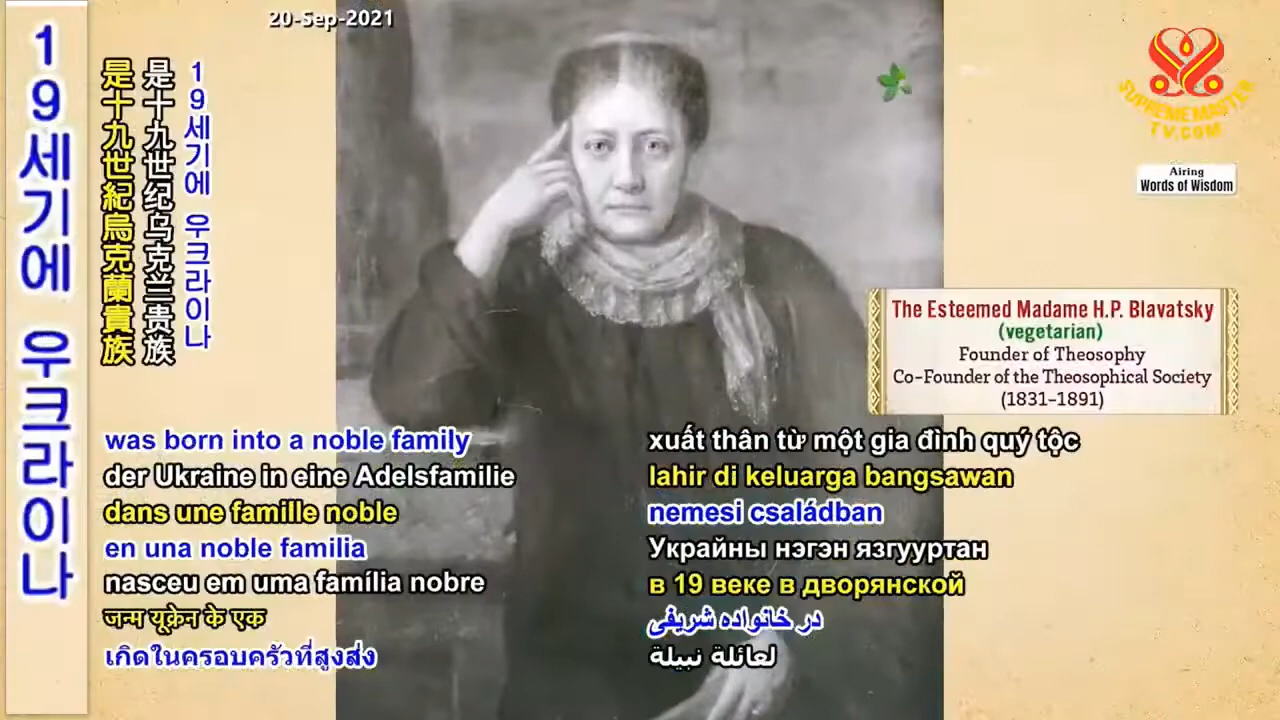 20-Sep-2021
19세기에 우크라이나
是十九世紀烏克蘭貴族
是十九世纪乌克兰贵族
19세기에 우크라이나
SUPREME MASTER
TV.COM
Airing
Words of Wisdom
The Esteemed Madame H.P. Blavatsky
(vegetarian)
Founder of Theosophy
Co-Founder of the Theosophical Society
(1831-1891)
was born into a noble family
der Ukraine in eine Adelsfamilie
dans une famille noble
en una noble familia
nasceu em uma família nobre
जन्म यूक्रेन के एक
เกิดในครอบครัวที่สูงส่ง
xuất thân từ một gia đình quý tộc
lahir di keluarga bangsawan
nemesi családban
Украйны нэгэн язгууртан
в 19 веке в дворянской
در خانواده شریفی
لعائلة نبيلة